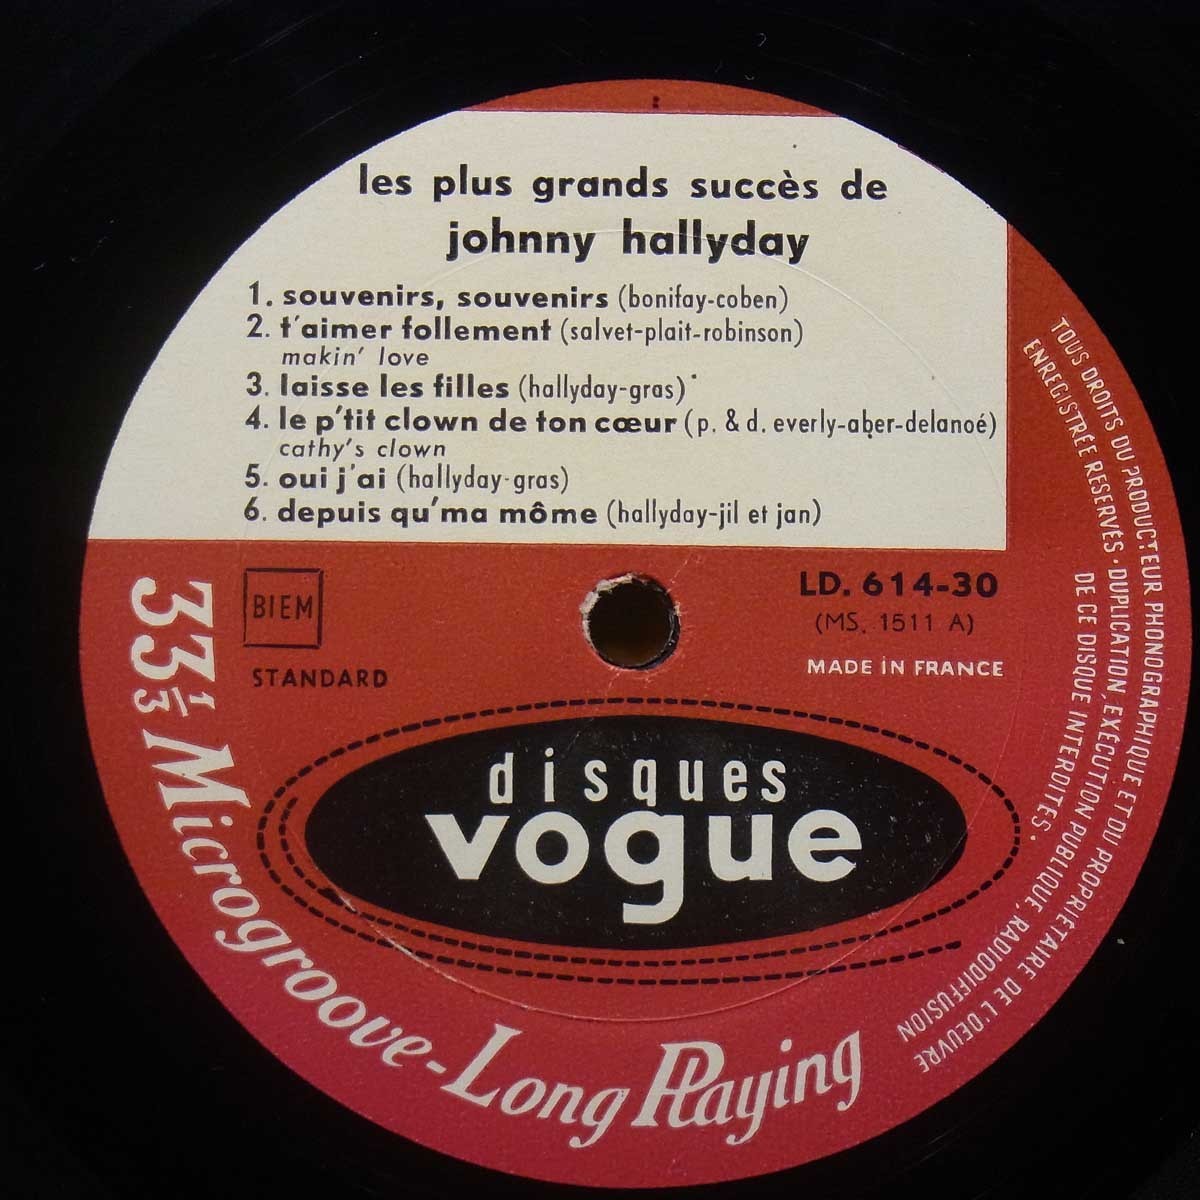 les plus grands succès de
johnny hallyday
1. souvenirs, souvenirs (bonifay-coben)
2. t'aimer follement (salvet-plait-robinson)
makin' love
3. laisse les filles (hallyday-gras)
4. le p'tit clown de ton cœur (p. & d. everly-aber-delanoé)
cathy's clown
5. oui j'ai (hallyday-gras)
6. depuis qu'ma môme (hallyday-jil et jan)
BIEM
STANDARD
LD. 614-30
(MS. 1511 A)
MADE IN FRANCE
disques
vogue
33 1/3 Microgroove-Long Playing
TOUS DROITS DU PRODUCTEUR PHONOGRAPHIQUE ET DU PROPRIÉTAIRE DE L'ŒUVRE
ENREGISTRÉE RÉSERVÉS · DUPLICATION, EXÉCUTION PUBLIQUE, RADIODIFFUSION
DE CE DISQUE INTERDITES.